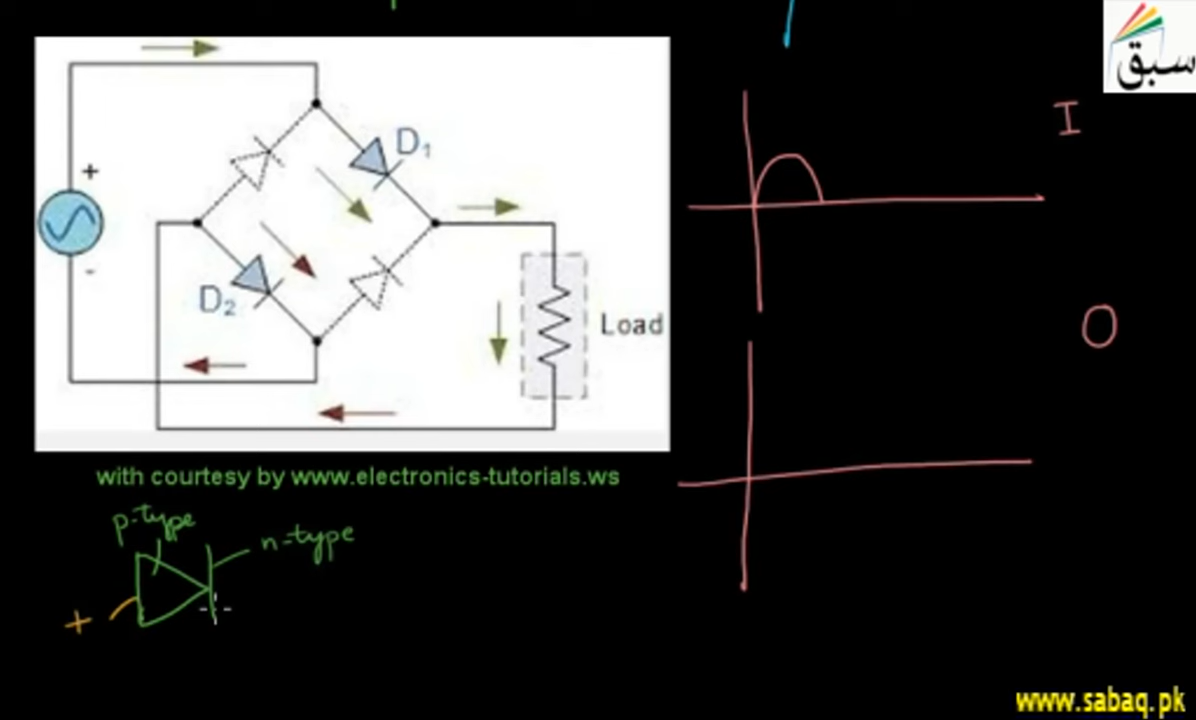 سبق
I
+
D₁
-
D₂
Load
O
with courtesy by www.electronics-tutorials.ws
p-type
n-type
+
www.sabaq.pk